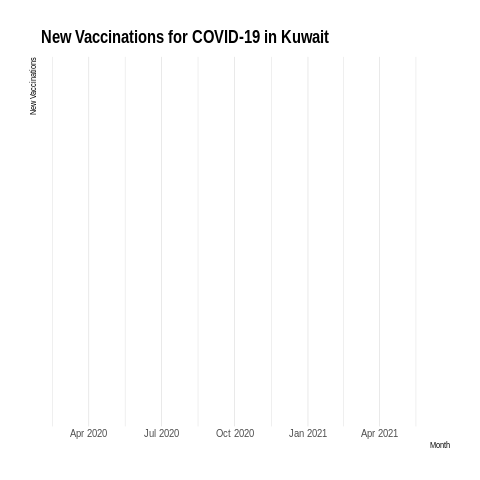 New Vaccinations for COVID-19 in Kuwait
New Vaccinations
Apr 2020
Jul 2020
Oct 2020
Jan 2021
Apr 2021
Month